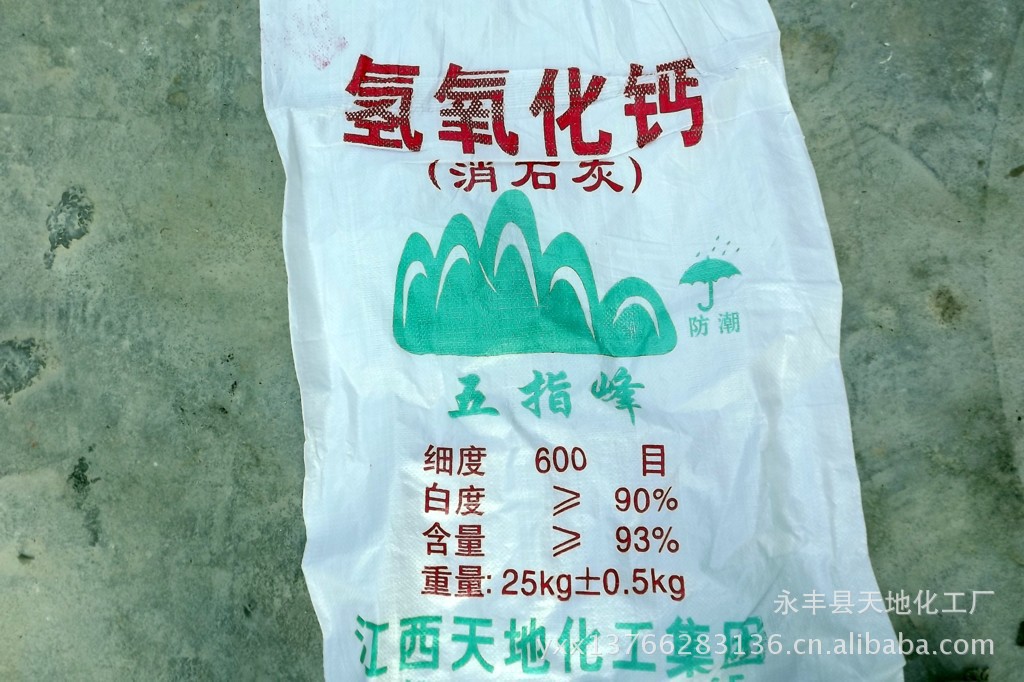 氢氧化钙
(消石灰)
防潮
五指峰
细度 600 目
白度 ≥ 90%
含量 ≥ 93%
重量: 25kg±0.5kg
永丰县天地化工厂
江西天地化工集团
yxx13766283136.cn.alibaba.com